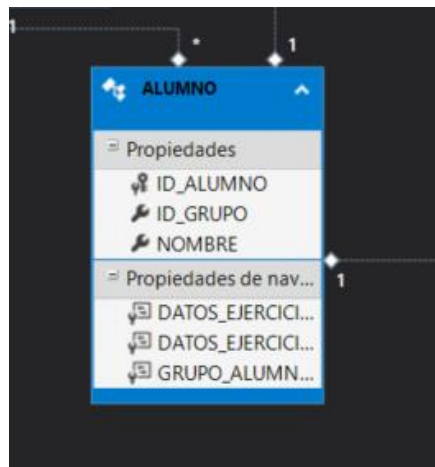 1
*
1
ALUMNO
Propiedades
ID_ALUMNO
ID_GRUPO
NOMBRE
Propiedades de nav...
1
DATOS_EJERCICI...
DATOS_EJERCICI...
GRUPO_ALUMN...